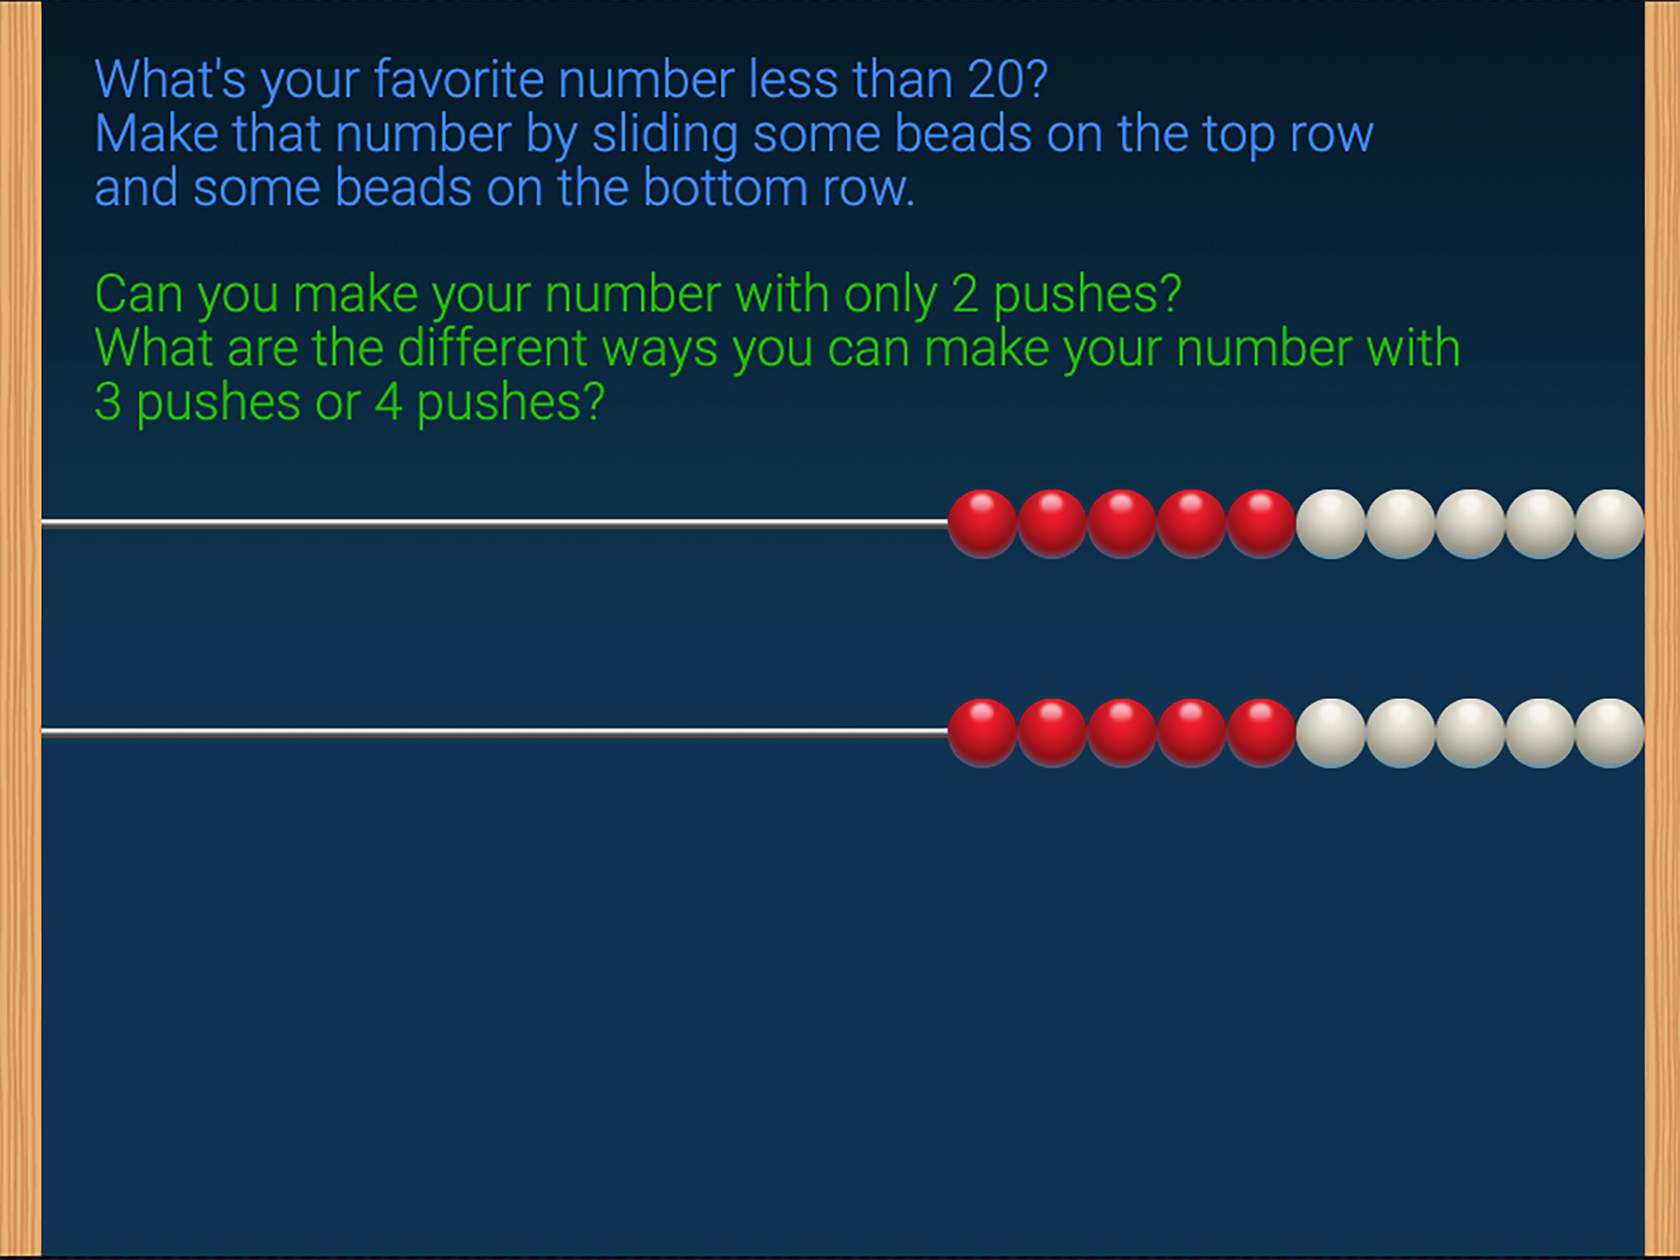 What's your favorite number less than 20?
Make that number by sliding some beads on the top row
and some beads on the bottom row.
Can you make your number with only 2 pushes?
What are the different ways you can make your number with
3 pushes or 4 pushes?